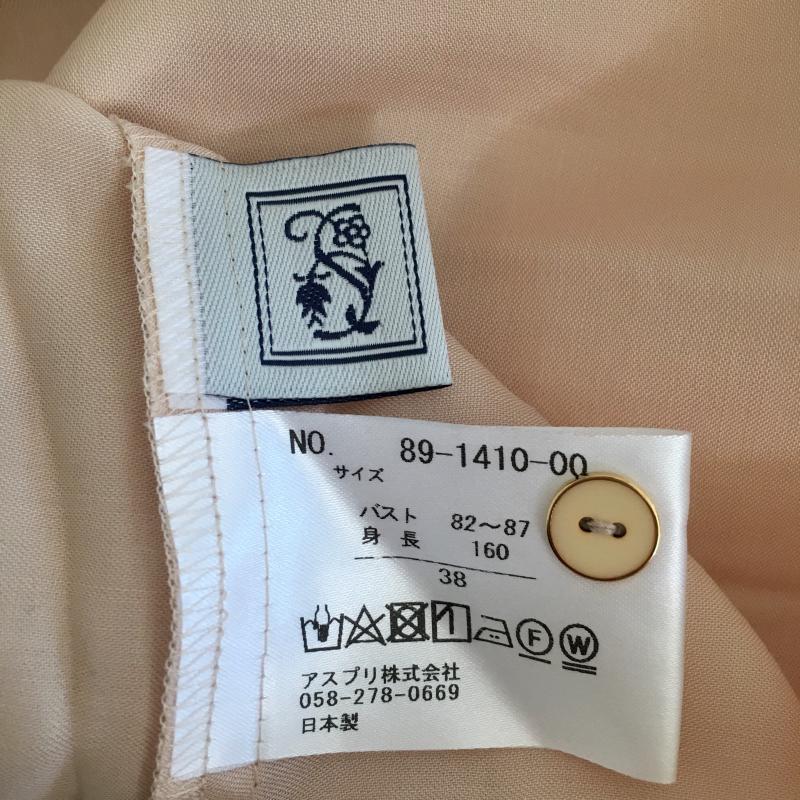 NO. 89-1410-00
サイズ
バスト 82～87
身長 160
38
F W
アスプリ株式会社
058-278-0669
日本製